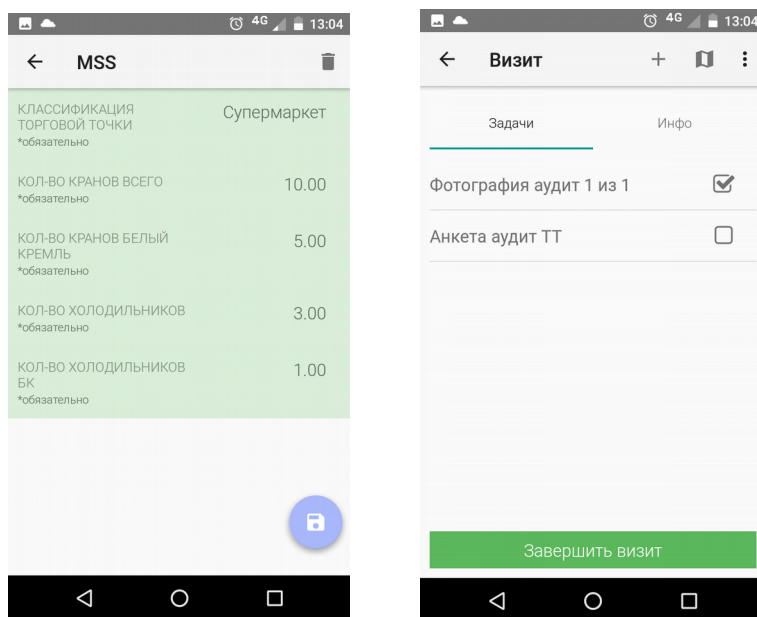 4G 13:04
MSS
КЛАССИФИКАЦИЯ
ТОРГОВОЙ ТОЧКИ
*обязательно
Супермаркет
КОЛ-ВО КРАНОВ ВСЕГО
*обязательно
10.00
КОЛ-ВО КРАНОВ БЕЛЫЙ
КРЕМЛЬ
*обязательно
5.00
КОЛ-ВО ХОЛОДИЛЬНИКОВ
*обязательно
3.00
КОЛ-ВО ХОЛОДИЛЬНИКОВ
БК
*обязательно
1.00
4G 13:04
Визит
Задачи
Инфо
Фотография аудит 1 из 1
Анкета аудит ТТ
Завершить визит